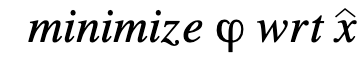 minimize φ wrt x̂